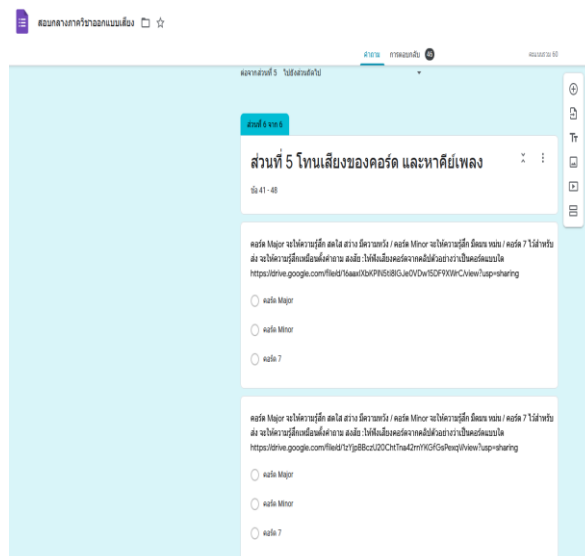 สอบกลางภาควิชาออกแบบเสียง
คำถาม การตอบกลับ 46
คะแนนรวม 60
ต่อจากส่วนที่ 5 ไปยังส่วนถัดไป
ส่วนที่ 6 จาก 6
ส่วนที่ 5 โทนเสียงของคอร์ด และหาคีย์เพลง
ข้อ 41 - 48
คอร์ด Major จะให้ความรู้สึก สดใส สว่าง มีความหวัง / คอร์ด Minor จะให้ความรู้สึก มืดมน หม่น / คอร์ด 7 ไว้สำหรับ
ส่ง จะให้ความรู้สึกเหมือนตั้งคำถาม สงสัย : ให้ฟังเสียงคอร์ดจากคลิปตัวอย่างว่าเป็นคอร์ดแบบใด
คอร์ด Major
คอร์ด Minor
คอร์ด 7
คอร์ด Major จะให้ความรู้สึก สดใส สว่าง มีความหวัง / คอร์ด Minor จะให้ความรู้สึก มืดมน หม่น / คอร์ด 7 ไว้สำหรับ
ส่ง จะให้ความรู้สึกเหมือนตั้งคำถาม สงสัย : ให้ฟังเสียงคอร์ดจากคลิปตัวอย่างว่าเป็นคอร์ดแบบใด
คอร์ด Major
คอร์ด Minor
คอร์ด 7